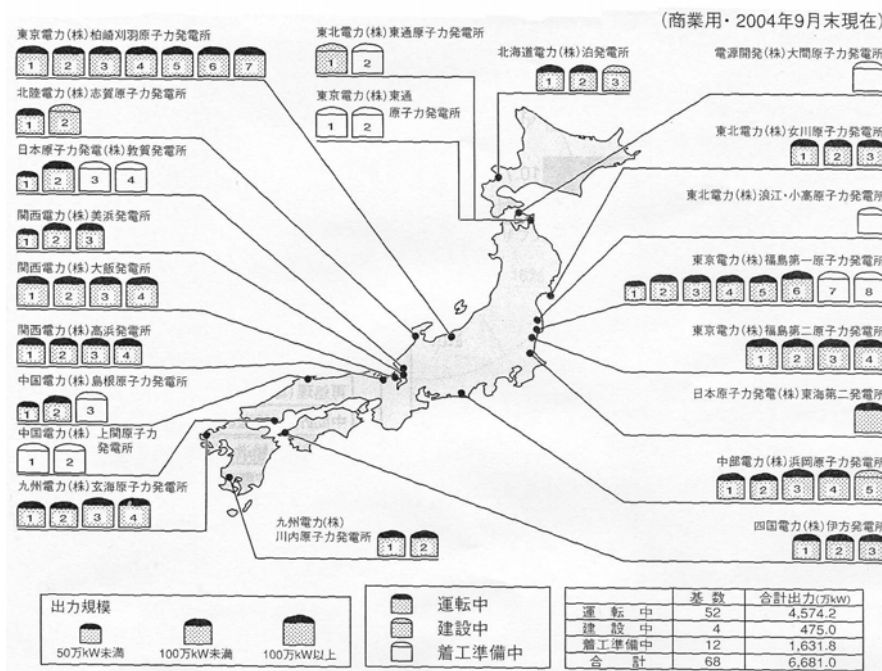 (商業用・2004年9月末現在)
東京電力(株)柏崎刈羽原子力発電所
1 2 3 4 5 6 7
北陸電力(株)志賀原子力発電所
1 2
日本原子力発電(株)敦賀発電所
1 2 3 4
関西電力(株)美浜発電所
1 2 3
関西電力(株)大飯発電所
1 2 3 4
関西電力(株)高浜発電所
1 2 3 4
中国電力(株)島根原子力発電所
1 2 3
中国電力(株) 上関原子力
発電所
1 2
九州電力(株)玄海原子力発電所
1 2 3 4
東北電力(株)東通原子力発電所
1 2
東京電力(株)東通
原子力発電所
1 2
北海道電力(株)泊発電所
1 2 3
電源開発(株)大間原子力発電所
東北電力(株)女川原子力発電所
1 2 3
東北電力(株)浪江・小高原子力発電所
東京電力(株)福島第一原子力発電所
1 2 3 4 5 6 7 8
東京電力(株)福島第二原子力発電所
1 2 3 4
日本原子力発電(株)東海第二発電所
中部電力(株)浜岡原子力発電所
1 2 3 4 5
四国電力(株)伊方発電所
1 2 3
九州電力(株)
川内原子力発電所
1 2
出力規模
50万kW未満 100万kW未満 100万kW以上
運転中
建設中
着工準備中
基数 合計出力(万kW)
運転中 52 4,574.2
建設中 4 475.0
着工準備中 12 1,631.8
合計 68 6,681.0